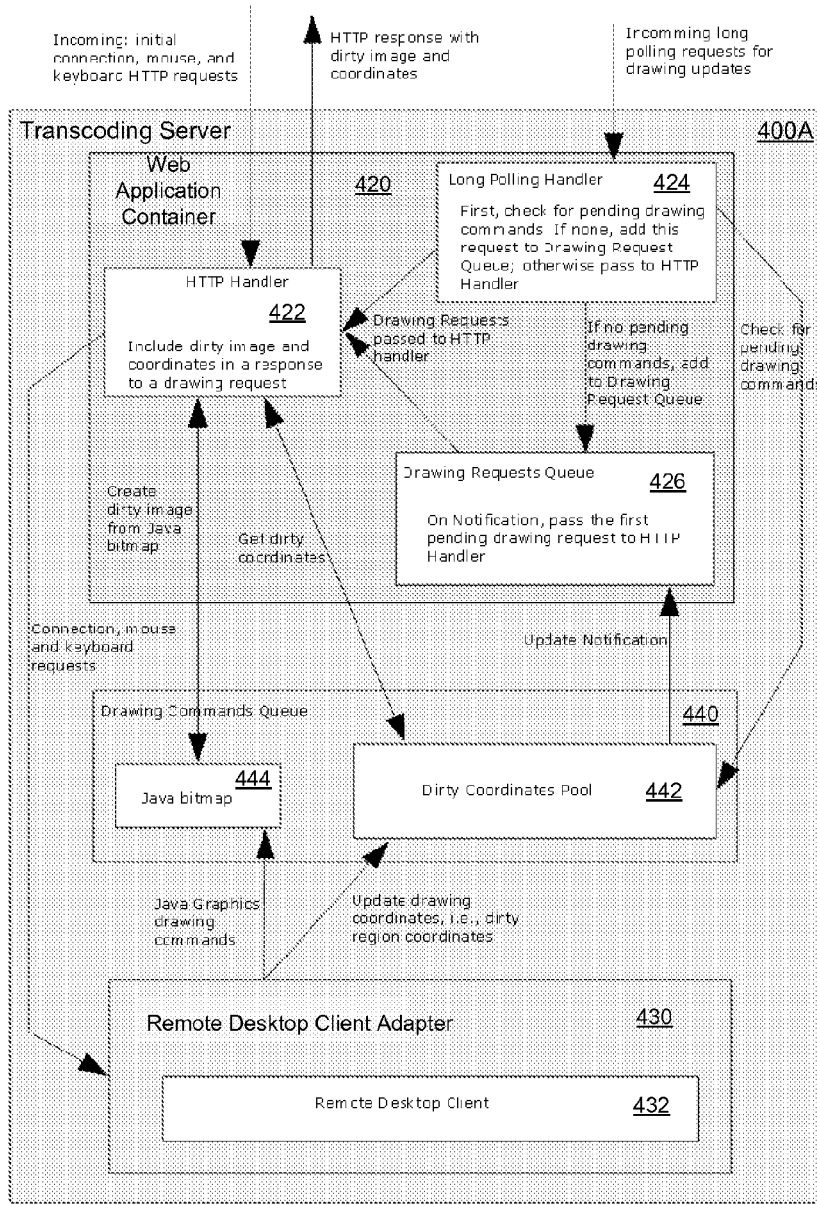 Incoming: initial
connection, mouse, and
keyboard HTTP requests
HTTP response with
dirty image and
coordinates
Incomming long
polling requests for
drawing updates
Transcoding Server
400A
Web
Application
Container
420
Long Polling Handler
424
First, check for pending drawing
commands. If none, add this
request to Drawing Request
Queue; otherwise pass to HTTP
Handler
HTTP Handler
422
Include dirty image and
coordinates in a response
to a drawing request
Drawing Requests
passed to HTTP
handler
If no pending
drawing
commands, add
to Drawing
Request Queue
Check for
pending
drawing
commands
Drawing Requests Queue
426
On Notification, pass the first
pending drawing request to HTTP
Handler
Create
dirty image
from Java
bitmap
Get dirty
coordinates
Connection, mouse
and keyboard
requests
Update Notification
Drawing Commands Queue
440
Java bitmap
444
Dirty Coordinates Pool
442
Java Graphics
drawing
commands
Update drawing
coordinates, i.e., dirty
region coordinates
Remote Desktop Client Adapter
430
Remote Desktop Client
432